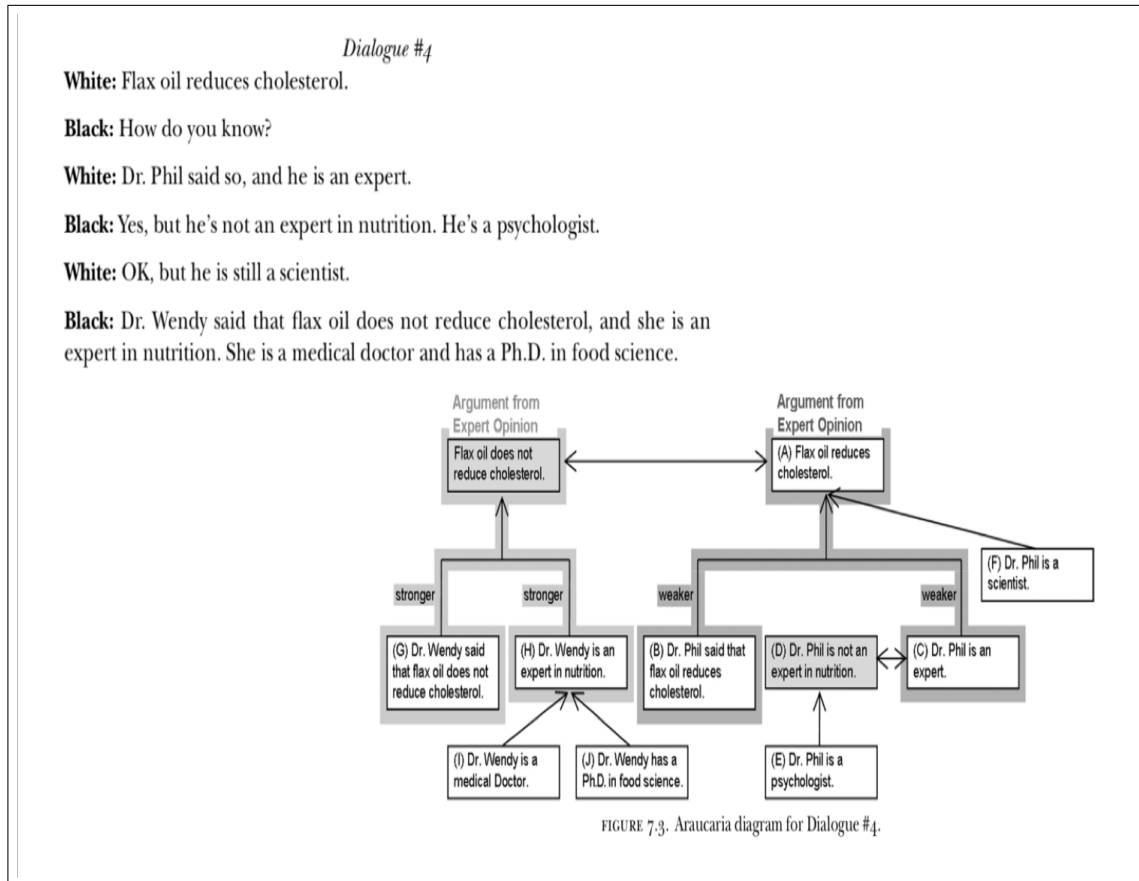 Dialogue #4
White: Flax oil reduces cholesterol.
Black: How do you know?
White: Dr. Phil said so, and he is an expert.
Black: Yes, but he's not an expert in nutrition. He's a psychologist.
White: OK, but he is still a scientist.
Black: Dr. Wendy said that flax oil does not reduce cholesterol, and she is an
expert in nutrition. She is a medical doctor and has a Ph.D. in food science.
Argument from
Expert Opinion
Flax oil does not
reduce cholesterol.
Argument from
Expert Opinion
(A) Flax oil reduces
cholesterol.
(F) Dr. Phil is a
scientist.
stronger
stronger
weaker
weaker
(G) Dr. Wendy said
that flax oil does not
reduce cholesterol.
(H) Dr. Wendy is an
expert in nutrition.
(B) Dr. Phil said that
flax oil reduces
cholesterol.
(D) Dr. Phil is not an
expert in nutrition.
(C) Dr. Phil is an
expert.
(I) Dr. Wendy is a
medical Doctor.
(J) Dr. Wendy has a
Ph.D. in food science.
(E) Dr. Phil is a
psychologist.
FIGURE 7.3. Araucaria diagram for Dialogue #4.